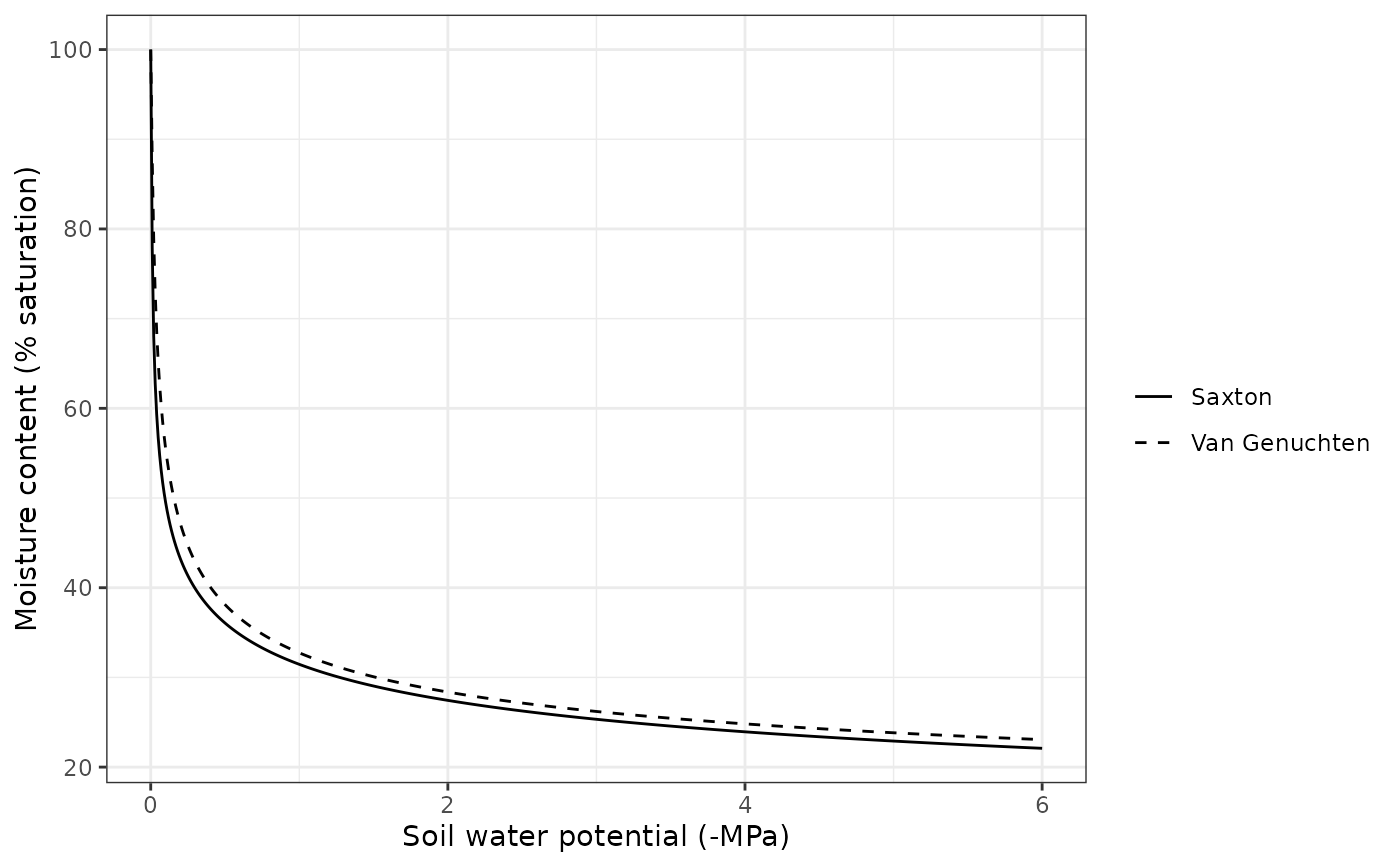 Moisture content (% saturation)
100
80
60
40
20
0 2 4 6
Soil water potential (-MPa)
Saxton
Van Genuchten